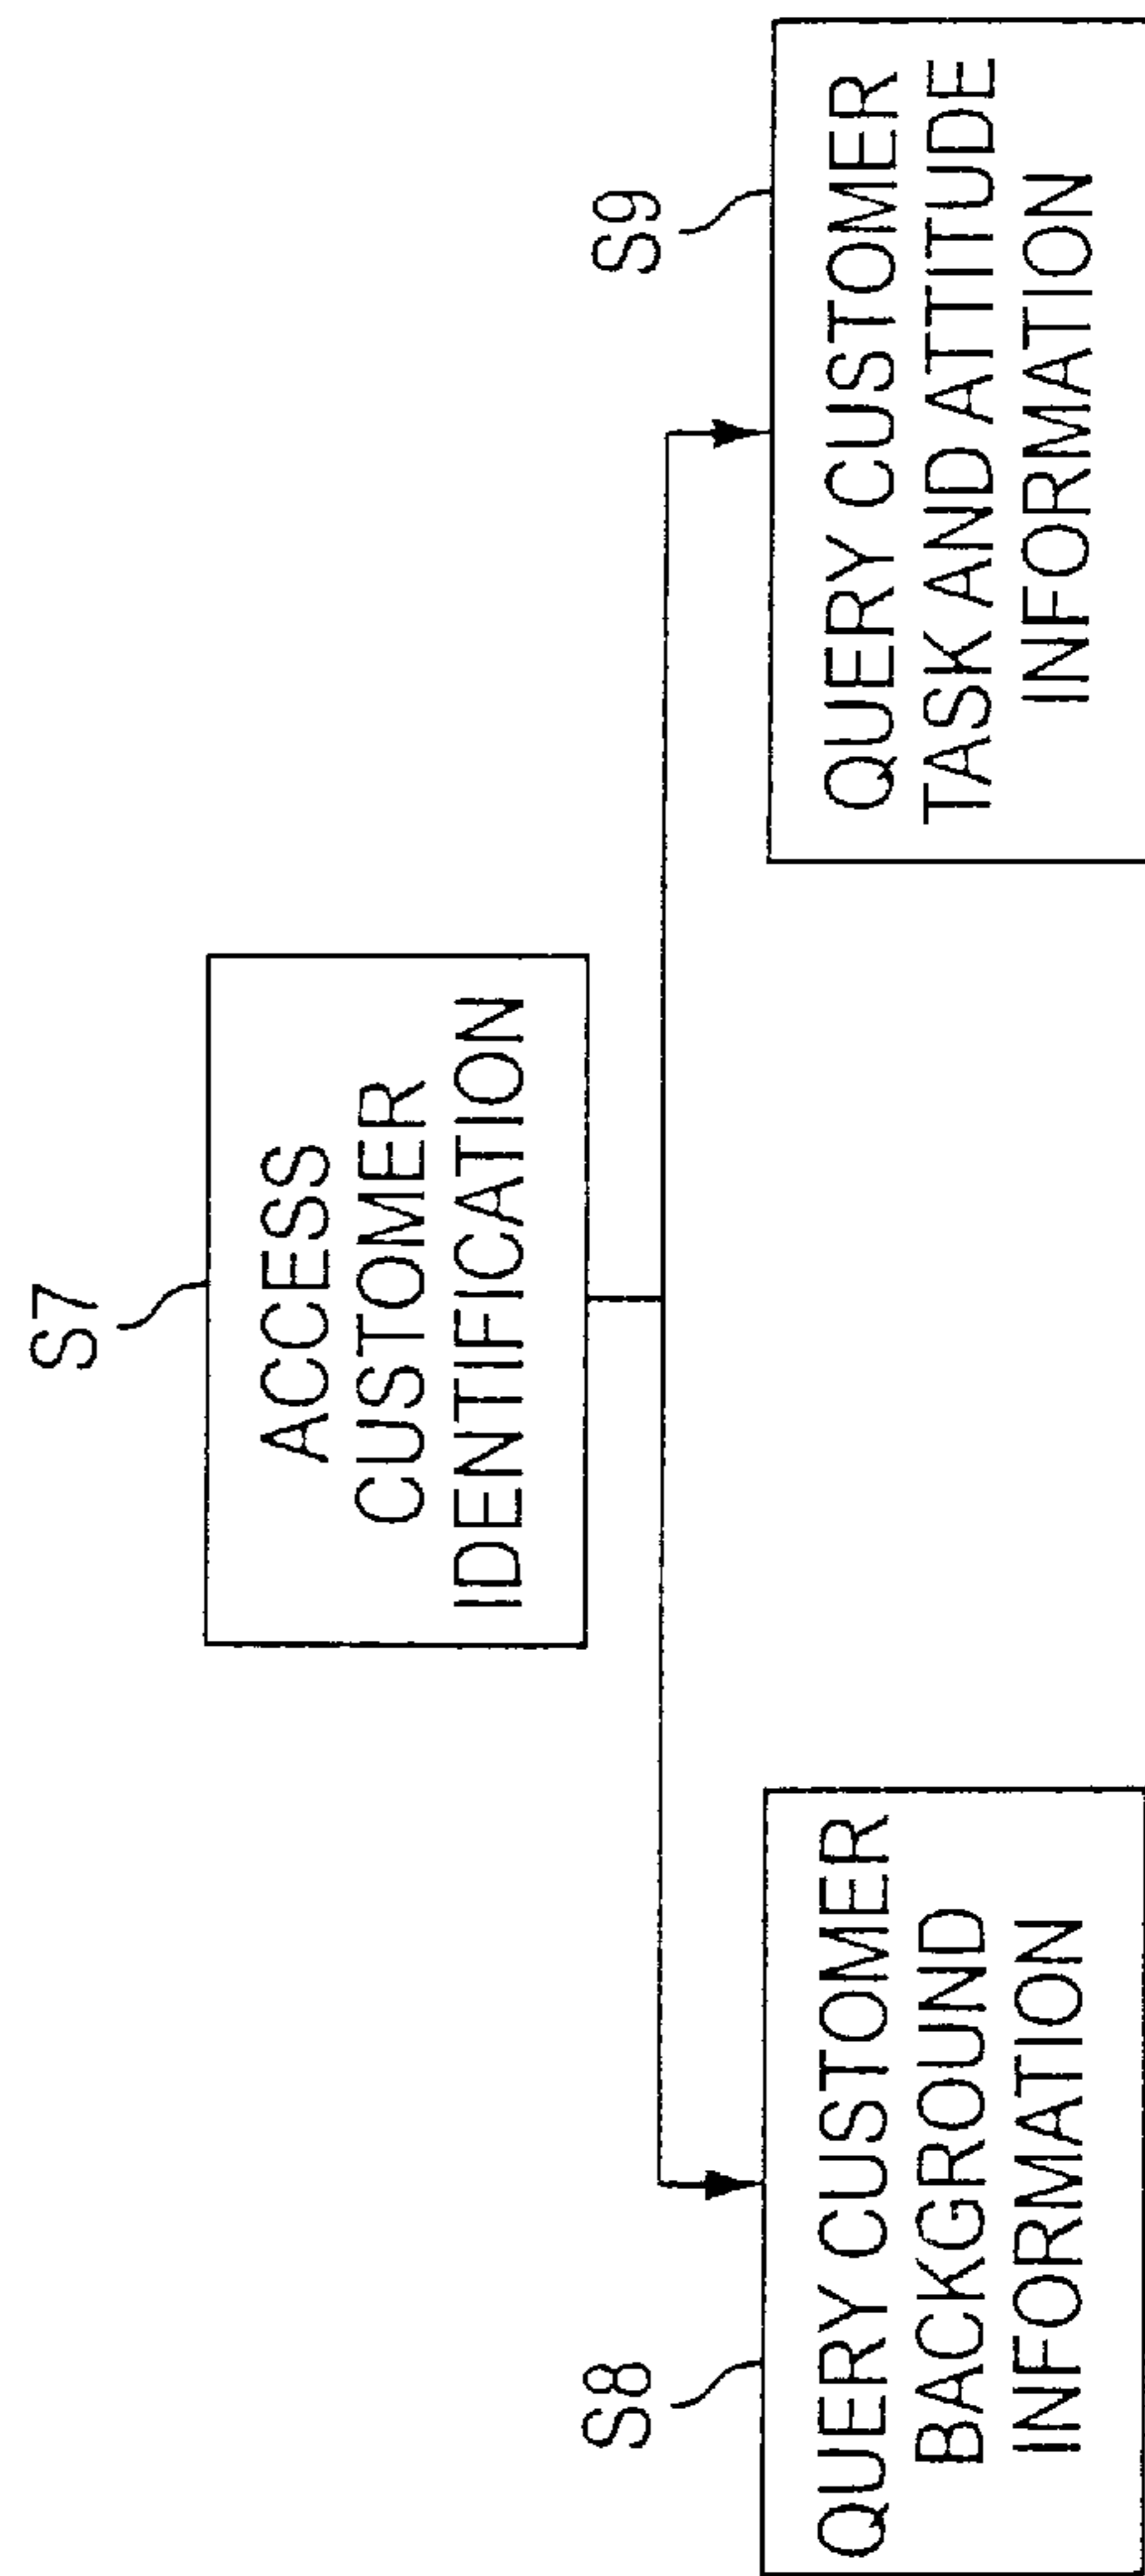 S7
ACCESS
CUSTOMER
IDENTIFICATION
S8
QUERY CUSTOMER
BACKGROUND
INFORMATION
S9
QUERY CUSTOMER
TASK AND ATTITUDE
INFORMATION